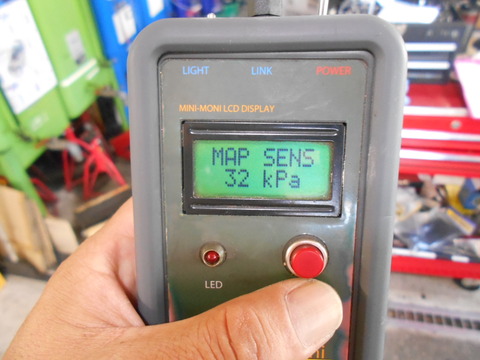 LIGHT LINK POWER
MINI-MONI LCD DISPLAY
MAP SENS
32 kPa
LED